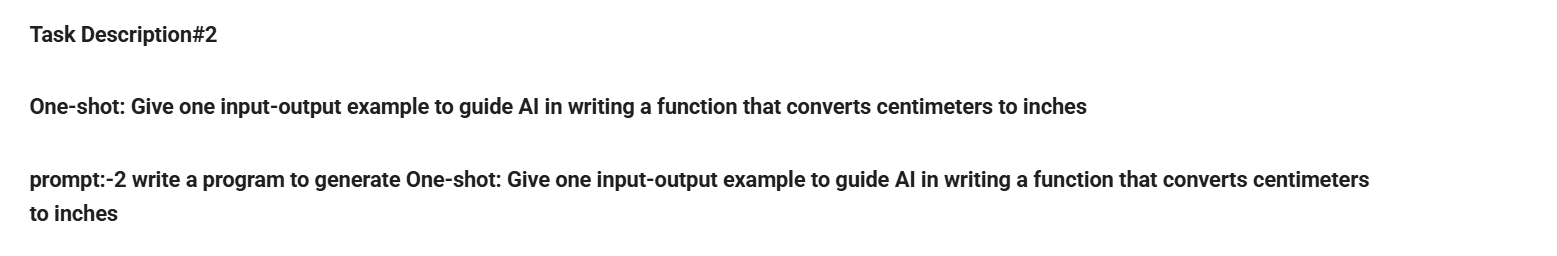 Task Description#2
One-shot: Give one input-output example to guide AI in writing a function that converts centimeters to inches
prompt:-2 write a program to generate One-shot: Give one input-output example to guide AI in writing a function that converts centimeters
to inches